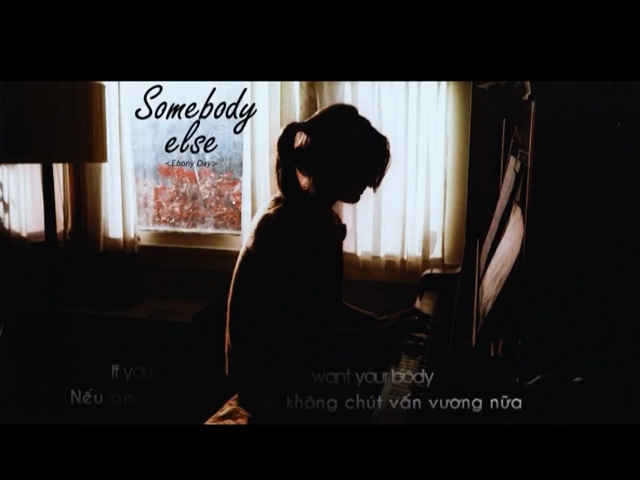 Somebody
else
<Ebony Day>
If you want your body
Nếu không chút vấn vương nữa